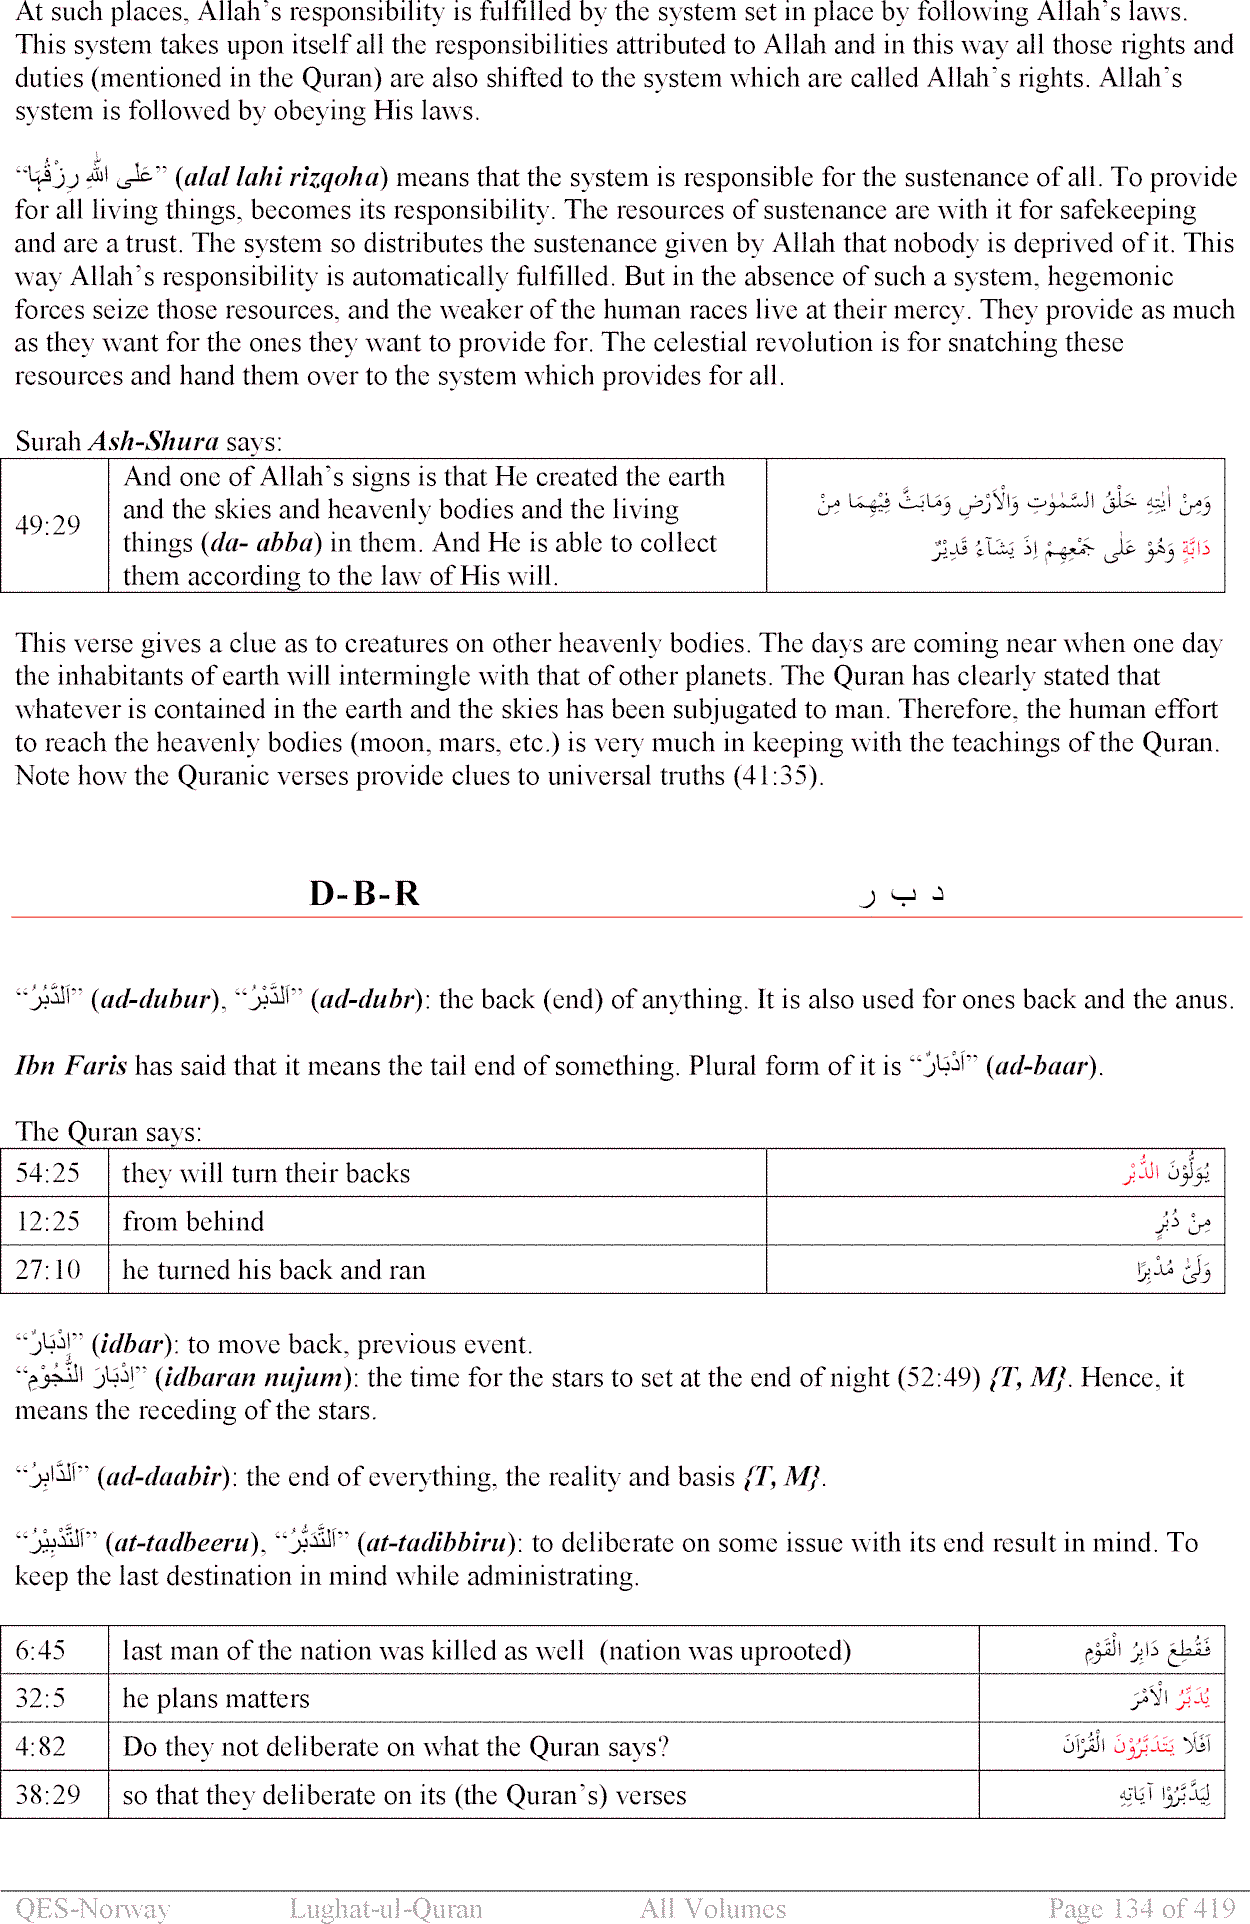 At such places, Allah's responsibility is fulfilled by the system set in place by following Allah's laws.
This system takes upon itself all the responsibilities attributed to Allah and in this way all those rights and
duties (mentioned in the Quran) are also shifted to the system which are called Allah's rights. Allah's
system is followed by obeying His laws.
“عَلَى اللّٰهِ رِزْقُهَا” (alal lahi rizqoha) means that the system is responsible for the sustenance of all. To provide
for all living things, becomes its responsibility. The resources of sustenance are with it for safekeeping
and are a trust. The system so distributes the sustenance given by Allah that nobody is deprived of it. This
way Allah's responsibility is automatically fulfilled. But in the absence of such a system, hegemonic
forces seize those resources, and the weaker of the human races live at their mercy. They provide as much
as they want for the ones they want to provide for. The celestial revolution is for snatching these
resources and hand them over to the system which provides for all.
Surah Ash-Shura says:
49:29
And one of Allah's signs is that He created the earth
and the skies and heavenly bodies and the living
things (da- abba) in them. And He is able to collect
them according to the law of His will.
وَمِنْ اٰيٰتِهٖ خَلْقُ السَّمٰوٰتِ وَالْاَرْضِ وَمَابَثَّ فِيْهِمَا مِنْ
دَابَّةٍ وَهُوْ عَلٰى جَمْعِهِمْ اِذَ يَشَآءُ قَدِيْرٌ
This verse gives a clue as to creatures on other heavenly bodies. The days are coming near when one day
the inhabitants of earth will intermingle with that of other planets. The Quran has clearly stated that
whatever is contained in the earth and the skies has been subjugated to man. Therefore, the human effort
to reach the heavenly bodies (moon, mars, etc.) is very much in keeping with the teachings of the Quran.
Note how the Quranic verses provide clues to universal truths (41:35).
D-B-R د ب ر
“اَلدُّبُرُ” (ad-dubur), “اَلدُّبْرُ” (ad-dubr): the back (end) of anything. It is also used for ones back and the anus.
Ibn Faris has said that it means the tail end of something. Plural form of it is “اَدْبَارٌ” (ad-baar).
The Quran says:
54:25 they will turn their backs يُوَلُّوْنَ الدُّبْر
12:25 from behind مِنْ دُبُرٍ
27:10 he turned his back and ran وَلّٰى مُدْبِرًا
“اِدْبَارٌ” (idbar): to move back, previous event.
“اِدْبَارَ النُّجُوْمِ” (idbaran nujum): the time for the stars to set at the end of night (52:49) {T, M}. Hence, it
means the receding of the stars.
“اَلدَّابِرُ” (ad-daabir): the end of everything, the reality and basis {T, M}.
“اَلتَّدْبِيْرُ” (at-tadbeeru), “اَلتَّدَبُّرُ” (at-tadibbiru): to deliberate on some issue with its end result in mind. To
keep the last destination in mind while administrating.
6:45 last man of the nation was killed as well (nation was uprooted) فَقُطِعَ دَابِرُ الْقَوْمِ
32:5 he plans matters يُدَبِّرُ الْاَمْرَ
4:82 Do they not deliberate on what the Quran says? اَفَلَا يَتَدَبَّرُوْنَ الْقُرْآنَ
38:29 so that they deliberate on its (the Quran's) verses لِيَدَّبَّرُوْا آيَاتِهِ
QES-Norway Lughat-ul-Quran All Volumes Page 134 of 419